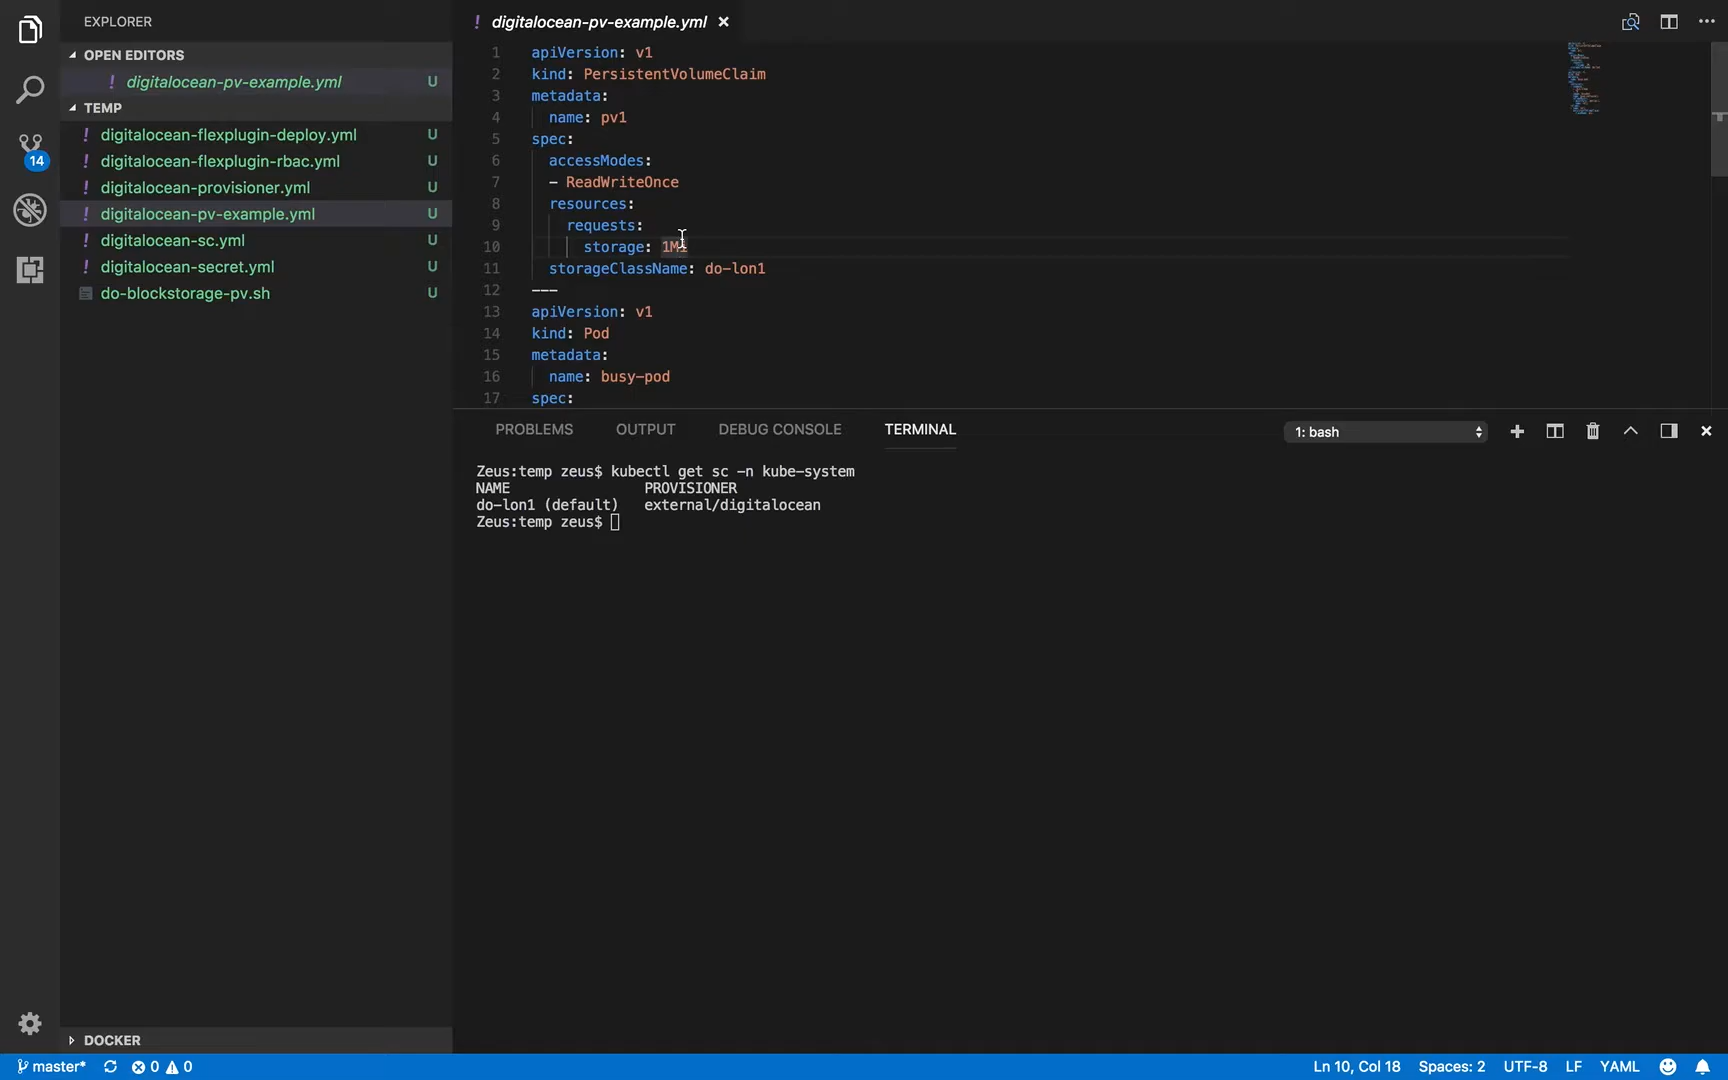 EXPLORER
OPEN EDITORS
! digitalocean-pv-example.yml U
TEMP
! digitalocean-flexplugin-deploy.yml U
! digitalocean-flexplugin-rbac.yml U
! digitalocean-provisioner.yml U
! digitalocean-pv-example.yml U
! digitalocean-sc.yml U
! digitalocean-secret.yml U
do-blockstorage-pv.sh U
14
DOCKER
! digitalocean-pv-example.yml ×
1 apiVersion: v1
2 kind: PersistentVolumeClaim
3 metadata:
4 name: pv1
5 spec:
6 accessModes:
7 - ReadWriteOnce
8 resources:
9 requests:
10 storage: 1Mi
11 storageClassName: do-lon1
12 ---
13 apiVersion: v1
14 kind: Pod
15 metadata:
16 name: busy-pod
17 spec:
PROBLEMS OUTPUT DEBUG CONSOLE TERMINAL 1: bash
Zeus:temp zeus$ kubectl get sc -n kube-system
NAME PROVISIONER
do-lon1 (default) external/digitalocean
Zeus:temp zeus$
master* 0 0 Ln 10, Col 18 Spaces: 2 UTF-8 LF YAML